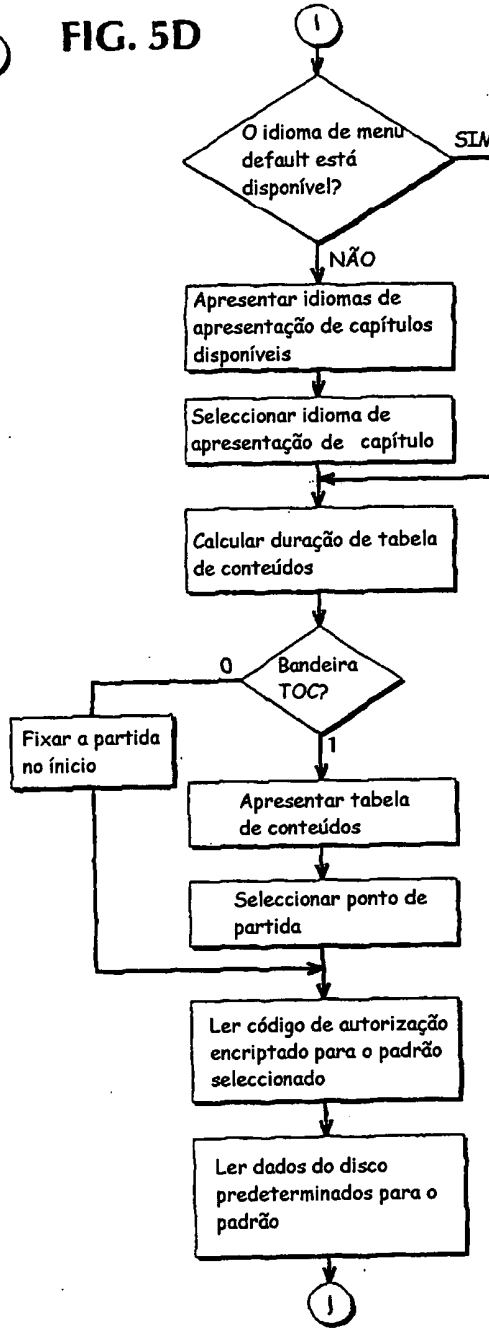 FIG. 5D
I
O idioma de menu
default está
disponível?
SIM
NÃO
Apresentar idiomas de
apresentação de capítulos
disponíveis
Seleccionar idioma de
apresentação de capítulo
Calcular duração de tabela
de conteúdos
0
Bandeira
TOC?
Fixar a partida
no ínicio
1
Apresentar tabela
de conteúdos
Seleccionar ponto de
partida
Ler código de autorização
encriptado para o padrão
seleccionado
Ler dados do disco
predeterminados para o
padrão
J